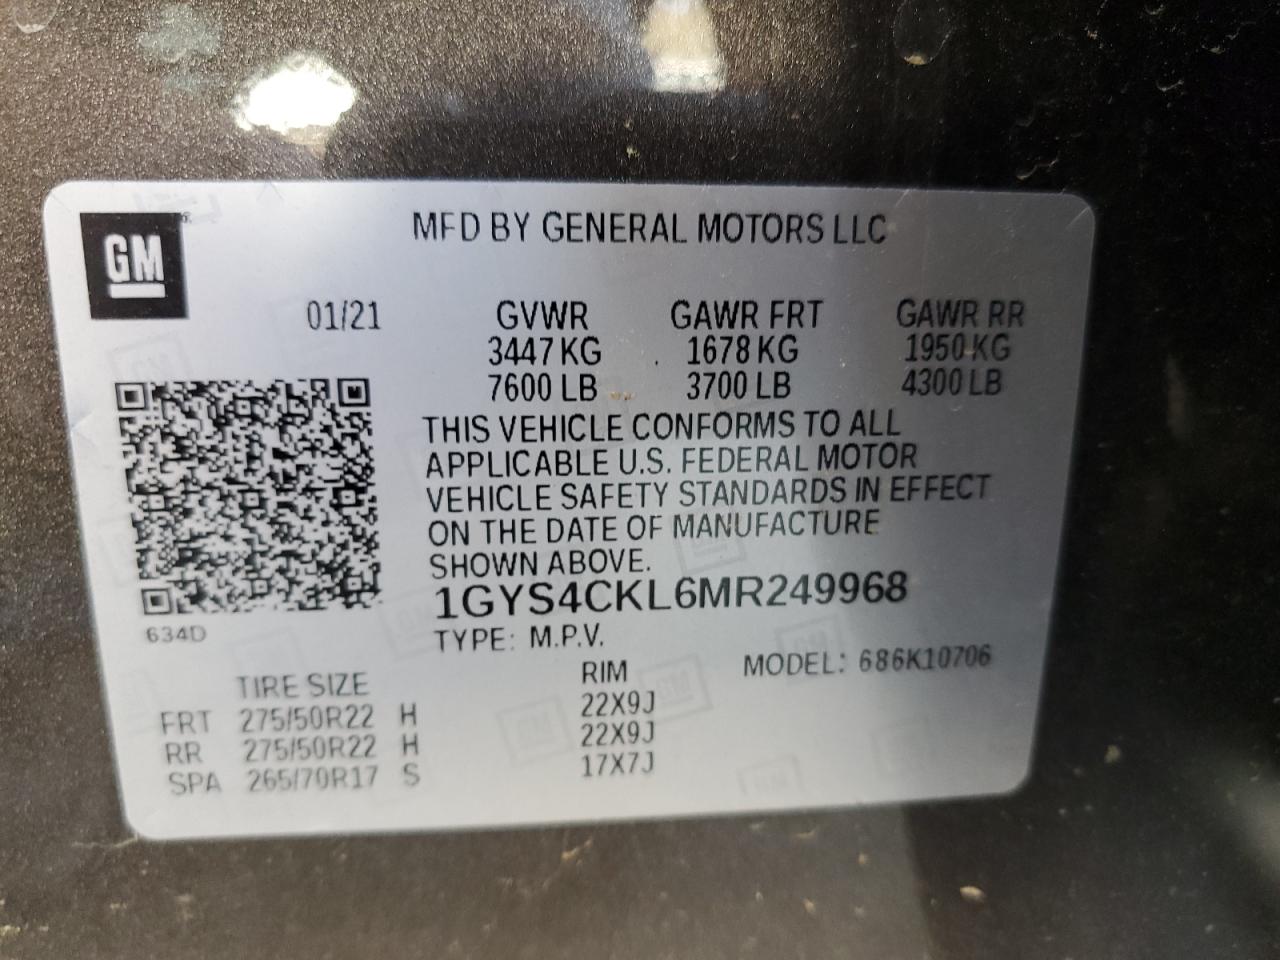 GM
MFD BY GENERAL MOTORS LLC
01/21 GVWR GAWR FRT GAWR RR
3447 KG 1678 KG 1950 KG
7600 LB 3700 LB 4300 LB
THIS VEHICLE CONFORMS TO ALL
APPLICABLE U.S. FEDERAL MOTOR
VEHICLE SAFETY STANDARDS IN EFFECT
ON THE DATE OF MANUFACTURE
SHOWN ABOVE.
1GYS4CKL6MR249968
634D
TYPE: M.P.V.
MODEL: 686K10706
TIRE SIZE RIM
FRT 275/50R22 H 22X9J
RR 275/50R22 H 22X9J
SPA 265/70R17 S 17X7J